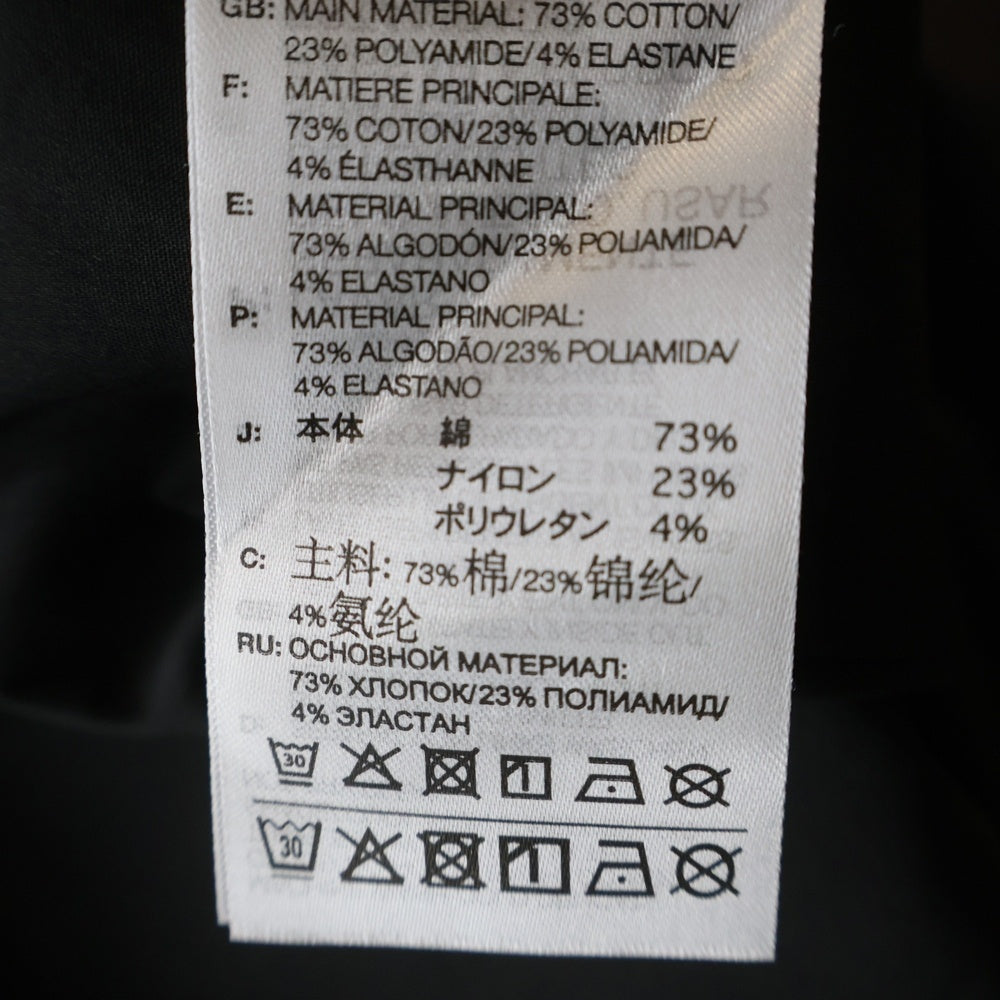 GB: MAIN MATERIAL: 73% COTTON/
23% POLYAMIDE/4% ELASTANE
F: MATIERE PRINCIPALE:
73% COTON/23% POLYAMIDE/
4% ÉLASTHANNE
E: MATERIAL PRINCIPAL:
73% ALGODÓN/23% POLIAMIDA/
4% ELASTANO
P: MATERIAL PRINCIPAL:
73% ALGODÃO/23% POLIAMIDA/
4% ELASTANO
J: 本体 綿 73%
ナイロン 23%
ポリウレタン 4%
C: 主料: 73%棉/23%锦纶/
4%氨纶
RU: ОСНОВНОЙ МАТЕРИАЛ:
73% ХЛОПОК/23% ПОЛИАМИД/
4% ЭЛАСТАН
30
30